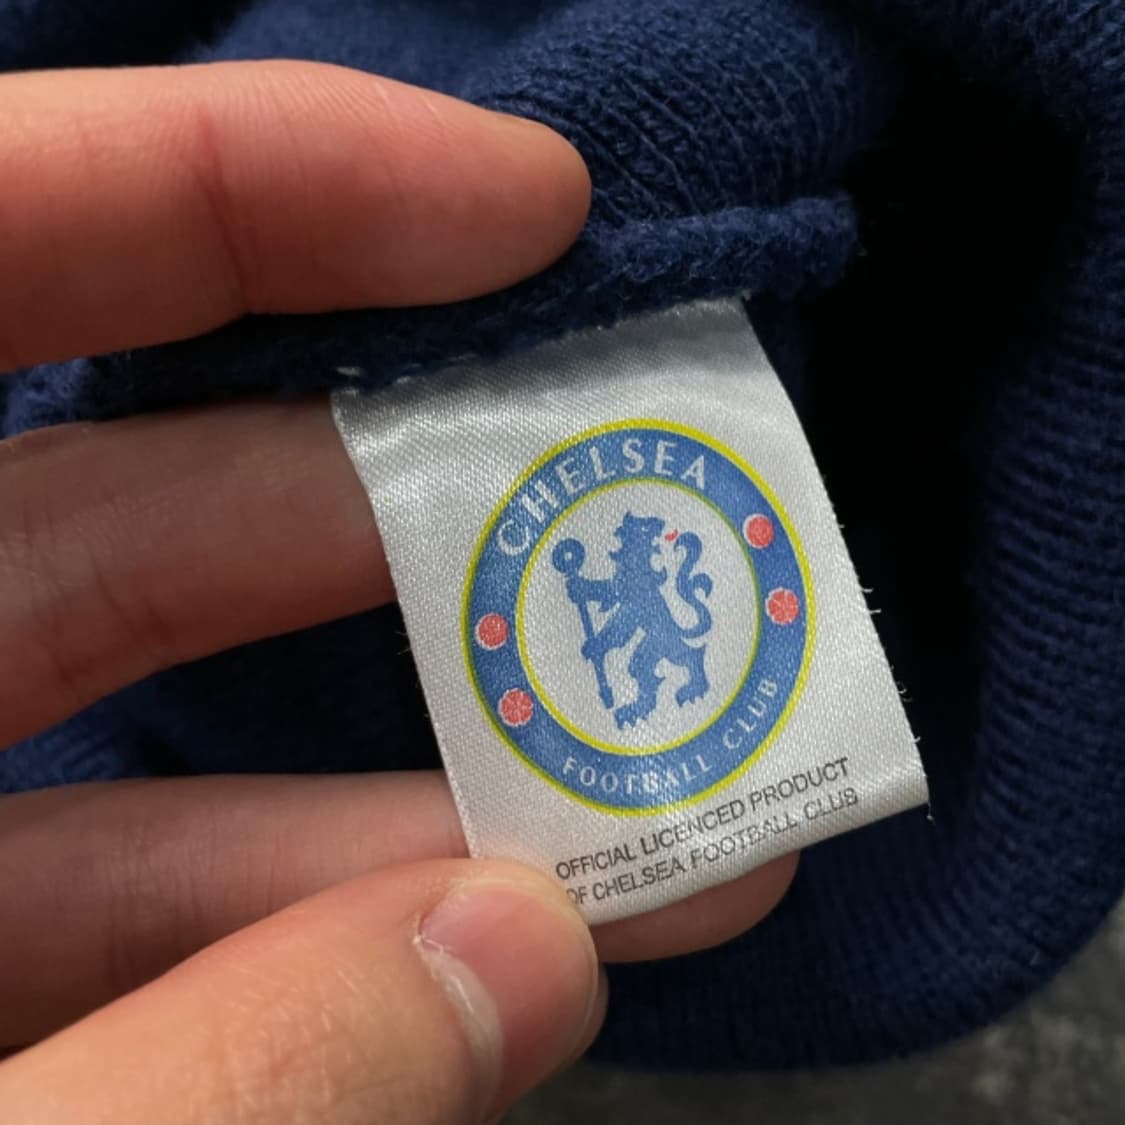 CHELSEA
FOOTBALL CLUB
OFFICIAL LICENCED PRODUCT
OF CHELSEA FOOTBALL CLUB